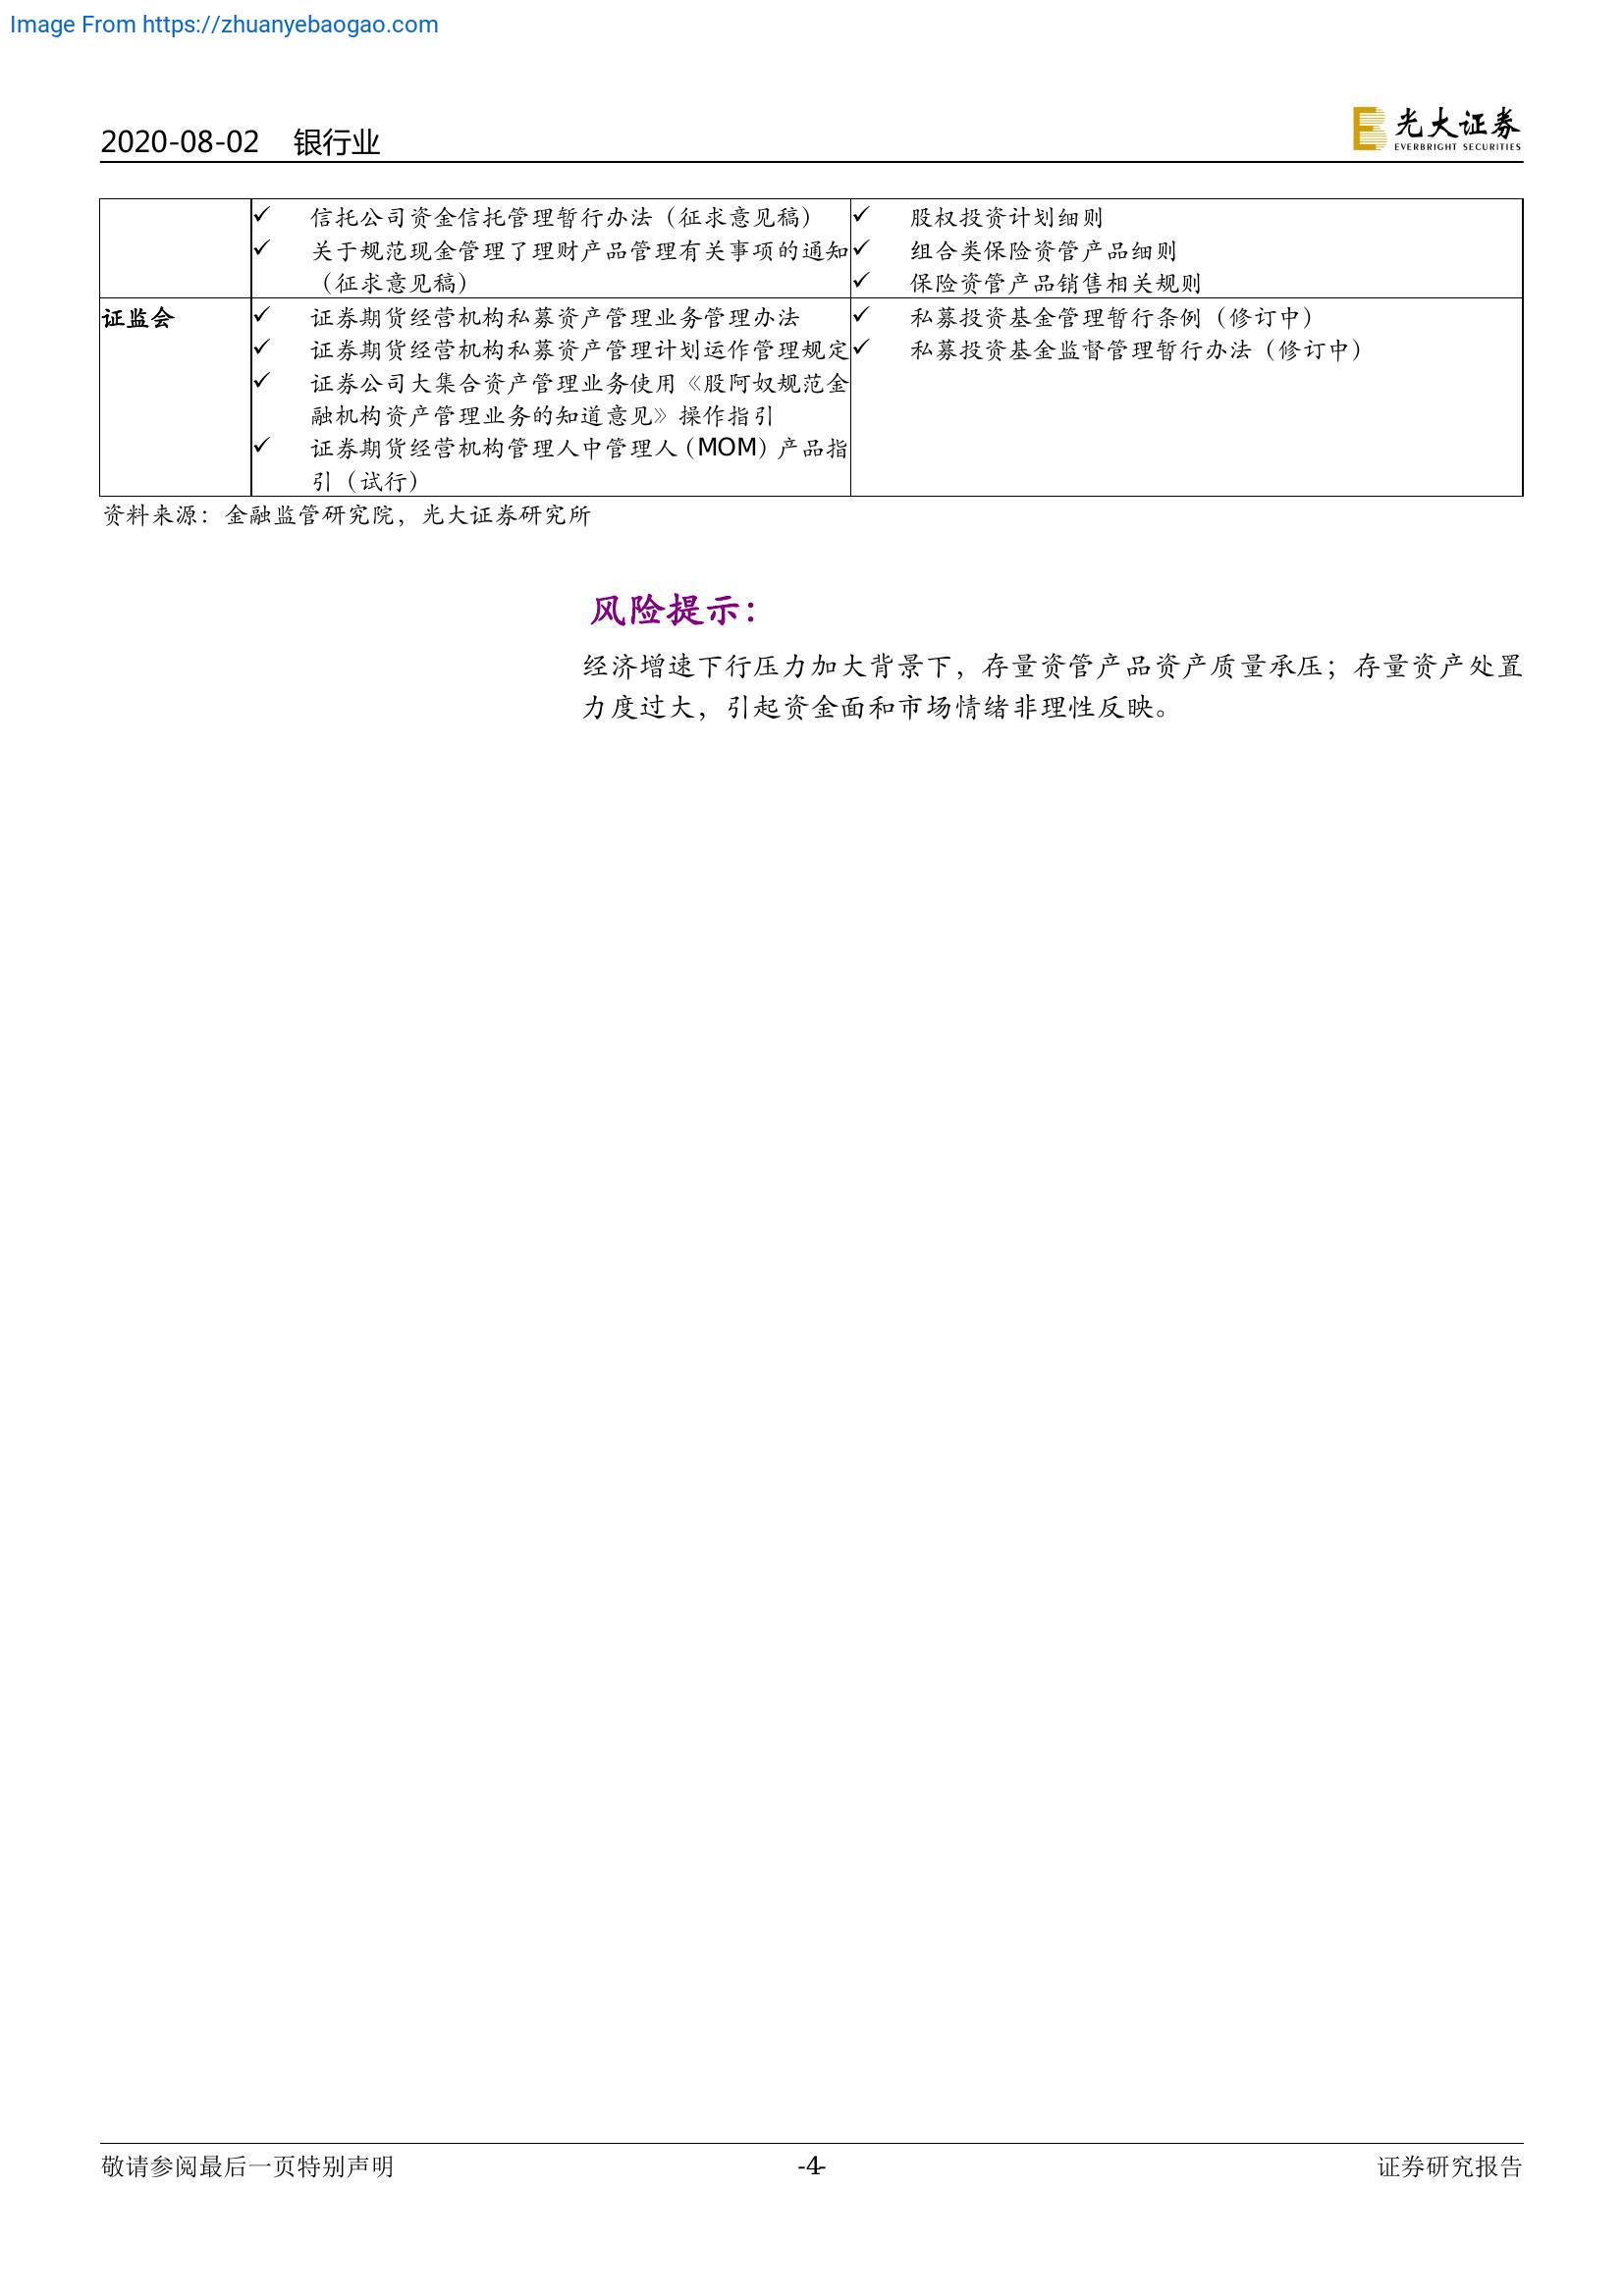 Image From https://zhuanyebaogao.com
2020-08-02 银行业
光大证券
EVERBRIGHT SECURITIES
✓ 信托公司资金信托管理暂行办法（征求意见稿）
✓ 关于规范现金管理了理财产品管理有关事项的通知
（征求意见稿）
✓ 股权投资计划细则
✓ 组合类保险资管产品细则
✓ 保险资管产品销售相关规则
证监会
✓ 证券期货经营机构私募资产管理业务管理办法
✓ 证券期货经营机构私募资产管理计划运作管理规定
✓ 证券公司大集合资产管理业务使用《股阿奴规范金
融机构资产管理业务的知道意见》操作指引
✓ 证券期货经营机构管理人中管理人（MOM）产品指
引（试行）
✓ 私募投资基金管理暂行条例（修订中）
✓ 私募投资基金监督管理暂行办法（修订中）
资料来源：金融监管研究院，光大证券研究所
风险提示：
经济增速下行压力加大背景下，存量资管产品资产质量承压；存量资产处置
力度过大，引起资金面和市场情绪非理性反映。
敬请参阅最后一页特别声明
-4-
证券研究报告